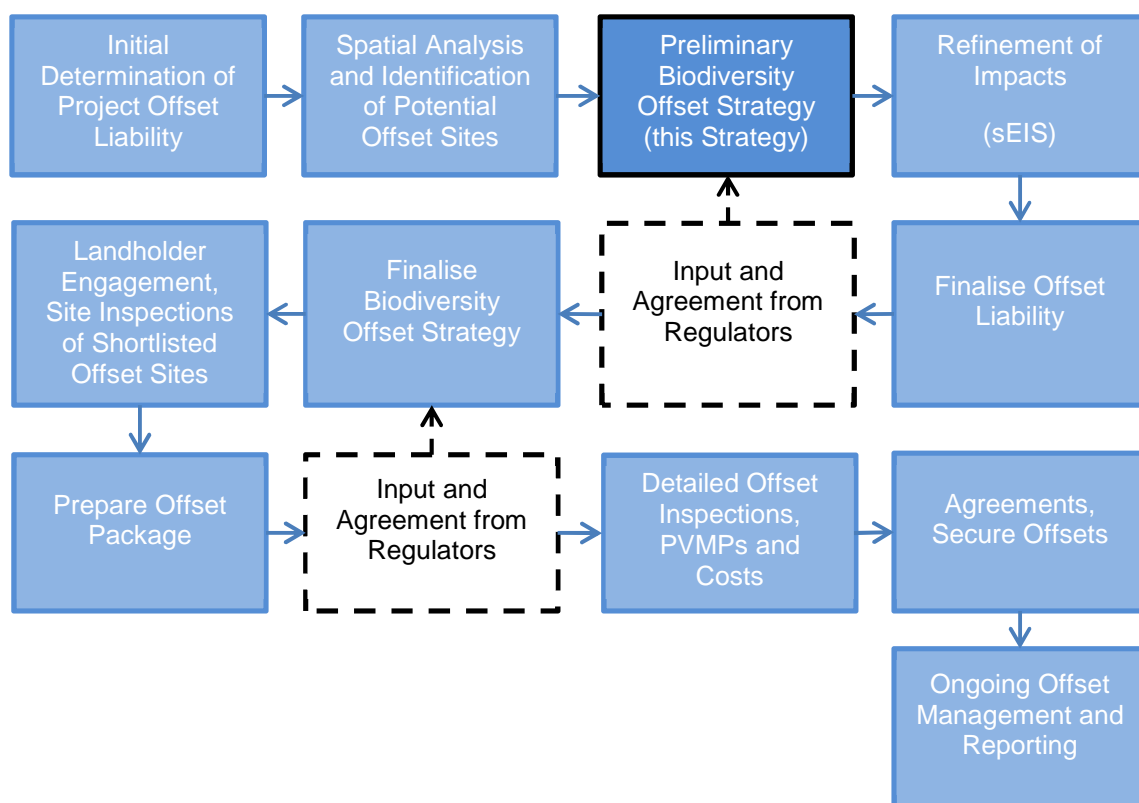 Initial
Determination of
Project Offset
Liability
Spatial Analysis
and Identification
of Potential
Offset Sites
Preliminary
Biodiversity
Offset Strategy
(this Strategy)
Refinement of
Impacts
(sEIS)
Landholder
Engagement,
Site Inspections
of Shortlisted
Offset Sites
Finalise
Biodiversity
Offset Strategy
Input and
Agreement from
Regulators
Finalise Offset
Liability
Prepare Offset
Package
Input and
Agreement from
Regulators
Detailed Offset
Inspections,
PVMPs and
Costs
Agreements,
Secure Offsets
Ongoing Offset
Management and
Reporting